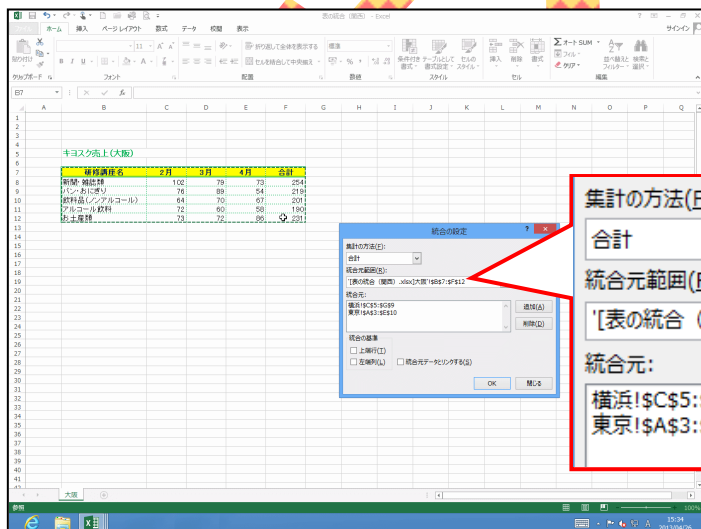 表の統合 (関西) - Excel
サインイン
ホーム 挿入 ページ レイアウト 数式 データ 校閲 表示
貼り付け
B I U
11
折り返して全体を表示する
セルを結合して中央揃え
標準
条件付き書式
テーブルとして書式設定
セルのスタイル
挿入 削除 書式
オート SUM
フィル
クリア
並べ替えとフィルター
検索と選択
クリップボード フォント 配置 数値 スタイル セル 編集
B7
A B C D E F G H I J K L M N O P Q
キヨスク売上(大阪)
研修講座名 2月 3月 4月 合計
新聞・雑誌類 102 79 73 254
パン・おにぎり 76 89 54 219
飲料品(ノンアルコール) 64 70 67 201
アルコール飲料 72 60 58 190
お土産類 73 72 86 231
統合の設定
集計の方法(F):
合計
統合元範囲(R):
'[表の統合 (関西) .xlsx]大阪'!$B$7:$F$12
統合元:
横浜!$C$5:$G$9
東京!$A$3:$E$10
追加(A)
削除(D)
統合の基準
上端行(T)
左端列(L)
統合元データとリンクする(S)
OK 閉じる
集計の方法(F
合計
統合元範囲(F
'[表の統合 (
統合元:
横浜!$C$5:
東京!$A$3:
大阪
参照
100%
15:34
2013/04/26